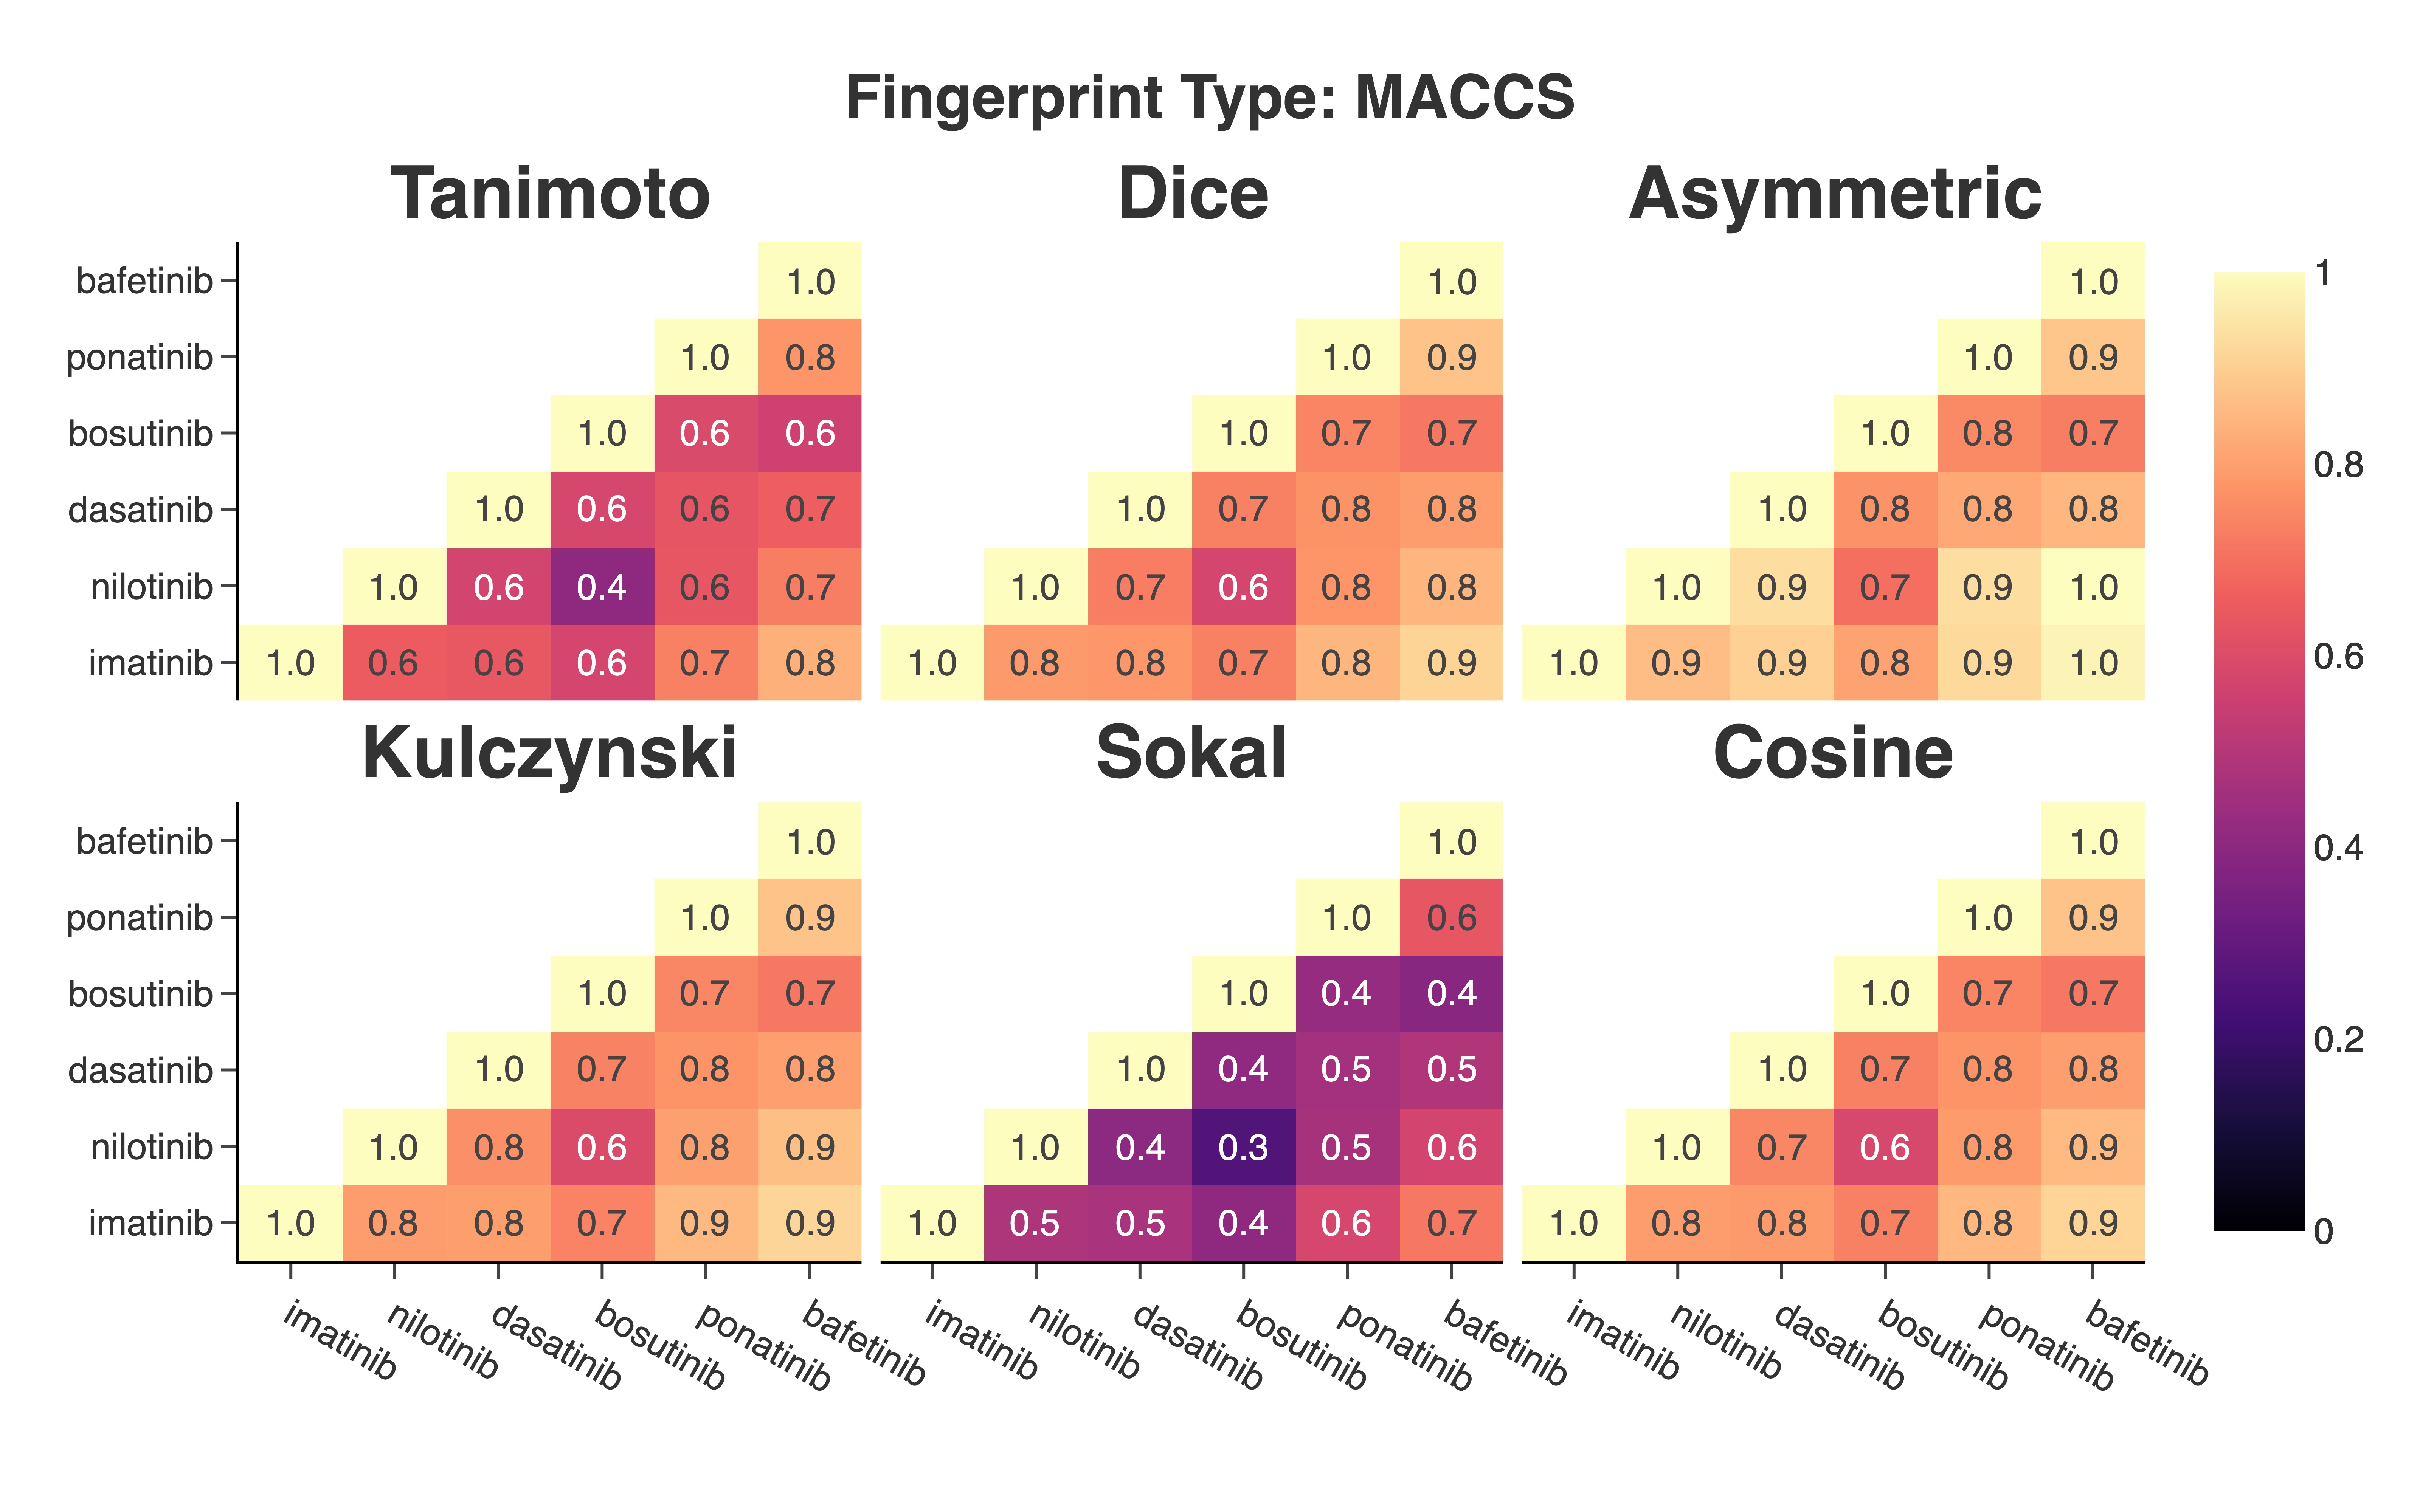 Fingerprint Type: MACCS
Tanimoto Dice Asymmetric
bafetinib 1.0 1.0 1.0 1
ponatinib 1.0 0.8 1.0 0.9 1.0 0.9
bosutinib 1.0 0.6 0.6 1.0 0.7 0.7 1.0 0.8 0.7 0.8
dasatinib 1.0 0.6 0.6 0.7 1.0 0.7 0.8 0.8 1.0 0.8 0.8 0.8
nilotinib 1.0 0.6 0.4 0.6 0.7 1.0 0.7 0.6 0.8 0.8 1.0 0.9 0.7 0.9 1.0
imatinib 1.0 0.6 0.6 0.6 0.7 0.8 1.0 0.8 0.8 0.7 0.8 0.9 1.0 0.9 0.9 0.8 0.9 1.0 0.6
Kulczynski Sokal Cosine
bafetinib 1.0 1.0 1.0 0.4
ponatinib 1.0 0.9 1.0 0.6 1.0 0.9
bosutinib 1.0 0.7 0.7 1.0 0.4 0.4 1.0 0.7 0.7
dasatinib 1.0 0.7 0.8 0.8 1.0 0.4 0.5 0.5 1.0 0.7 0.8 0.8 0.2
nilotinib 1.0 0.8 0.6 0.8 0.9 1.0 0.4 0.3 0.5 0.6 1.0 0.7 0.6 0.8 0.9
imatinib 1.0 0.8 0.8 0.7 0.9 0.9 1.0 0.5 0.5 0.4 0.6 0.7 1.0 0.8 0.8 0.7 0.8 0.9 0
imatinib nilotinib dasatinib bosutinib ponatinib bafetinib imatinib nilotinib dasatinib bosutinib ponatinib bafetinib imatinib nilotinib dasatinib bosutinib ponatinib bafetinib